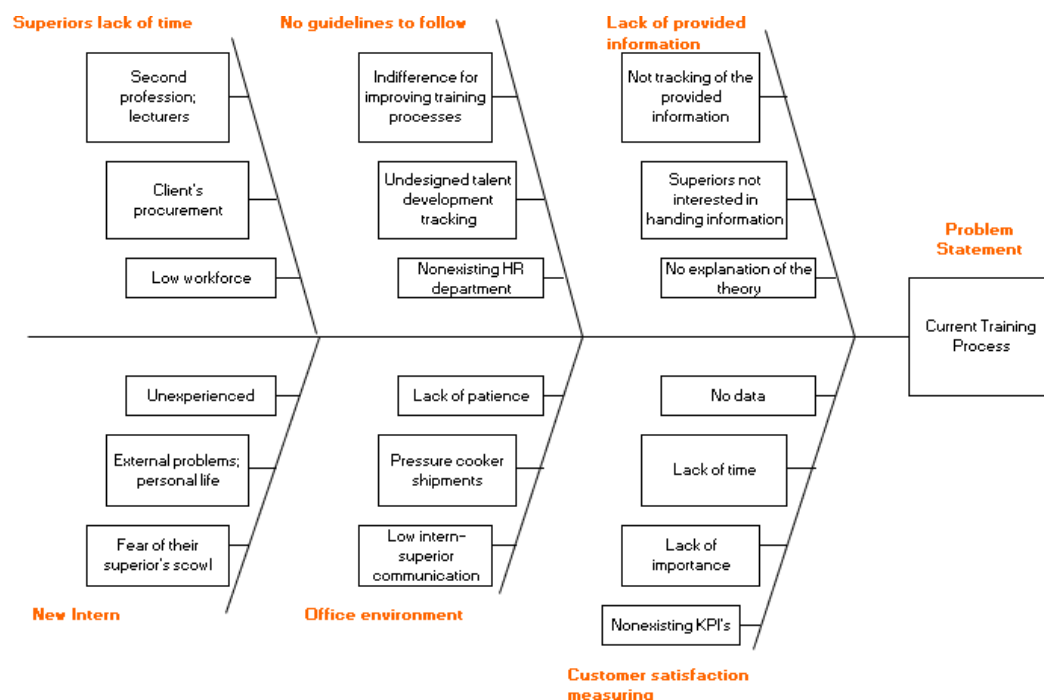 Superiors lack of time
No guidelines to follow
Lack of provided
information
Second
profession;
lecturers
Indifference for
improving training
processes
Not tracking of the
provided
information
Client's
procurement
Undesigned talent
development
tracking
Superiors not
interested in
handing information
Low workforce
Nonexisting HR
department
No explanation of the
theory
Problem
Statement
Current Training
Process
Unexperienced
Lack of patience
No data
External problems;
personal life
Pressure cooker
shipments
Lack of time
Fear of their
superior's scowl
Low intern-
superior
communication
Lack of
importance
Nonexisting KPI's
New Intern
Office environment
Customer satisfaction
measuring